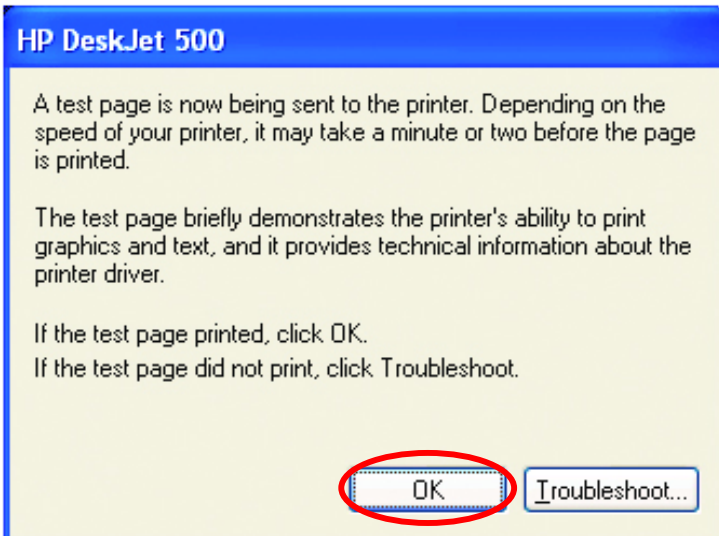 HP DeskJet 500
A test page is now being sent to the printer. Depending on the
speed of your printer, it may take a minute or two before the page
is printed.
The test page briefly demonstrates the printer's ability to print
graphics and text, and it provides technical information about the
printer driver.
If the test page printed, click OK.
If the test page did not print, click Troubleshoot.
OK Troubleshoot...